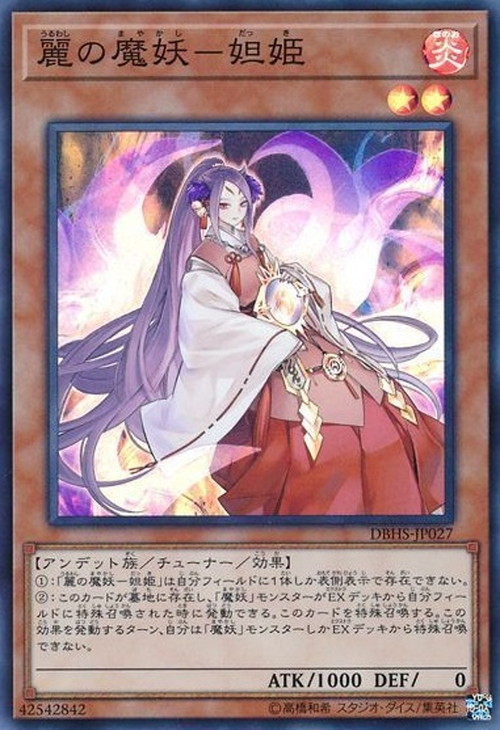 麗の魔妖－妲姫
炎
DBHS-JP027
【アンデット族／チューナー／効果】
①：「麗の魔妖－妲姫」は自分フィールドに1体しか表側表示で存在できない。
②：このカードが墓地に存在し、「魔妖」モンスターがEXデッキから自分フィー
ルドに特殊召喚された時に発動できる。このカードを特殊召喚する。この
効果を発動するターン、自分は「魔妖」モンスターしかEXデッキから特殊召喚
できない。
ATK/1000 DEF/ 0
42542842 ©高橋和希 スタジオ・ダイス/集英社